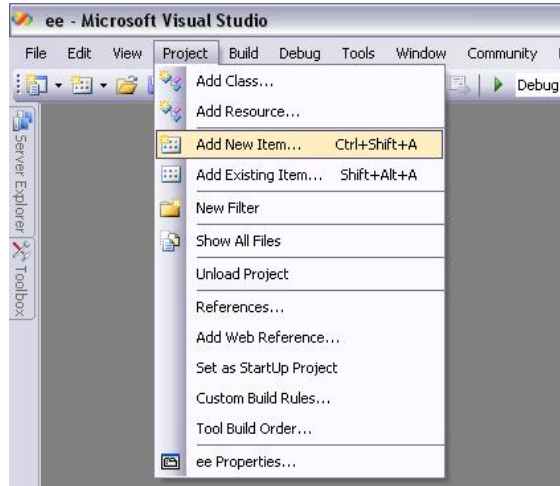 ee - Microsoft Visual Studio
File Edit View Project Build Debug Tools Window Community
Debug
Server Explorer
Toolbox
Add Class...
Add Resource...
Add New Item... Ctrl+Shift+A
Add Existing Item... Shift+Alt+A
New Filter
Show All Files
Unload Project
References...
Add Web Reference...
Set as StartUp Project
Custom Build Rules...
Tool Build Order...
ee Properties...